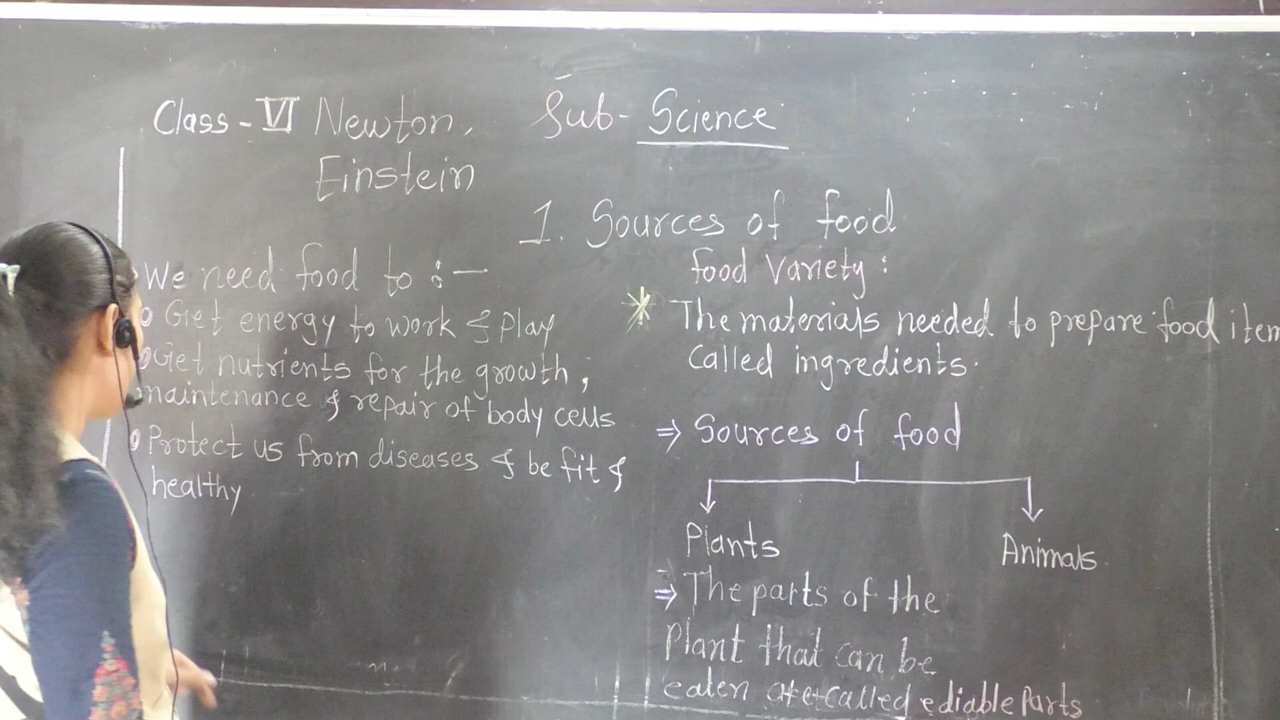 Class - VI Newton, Sub - Science
Einstein
1. Sources of food
We need food to :-
Get energy to work & play
Get nutrients for the growth,
maintenance & repair of body cells
Protect us from diseases & be fit &
healthy
food Variety :
* The materials needed to prepare food item
called ingredients.
⇒ Sources of food
Plants Animals
⇒ The parts of the
plant that can be
eaten are called ediable parts